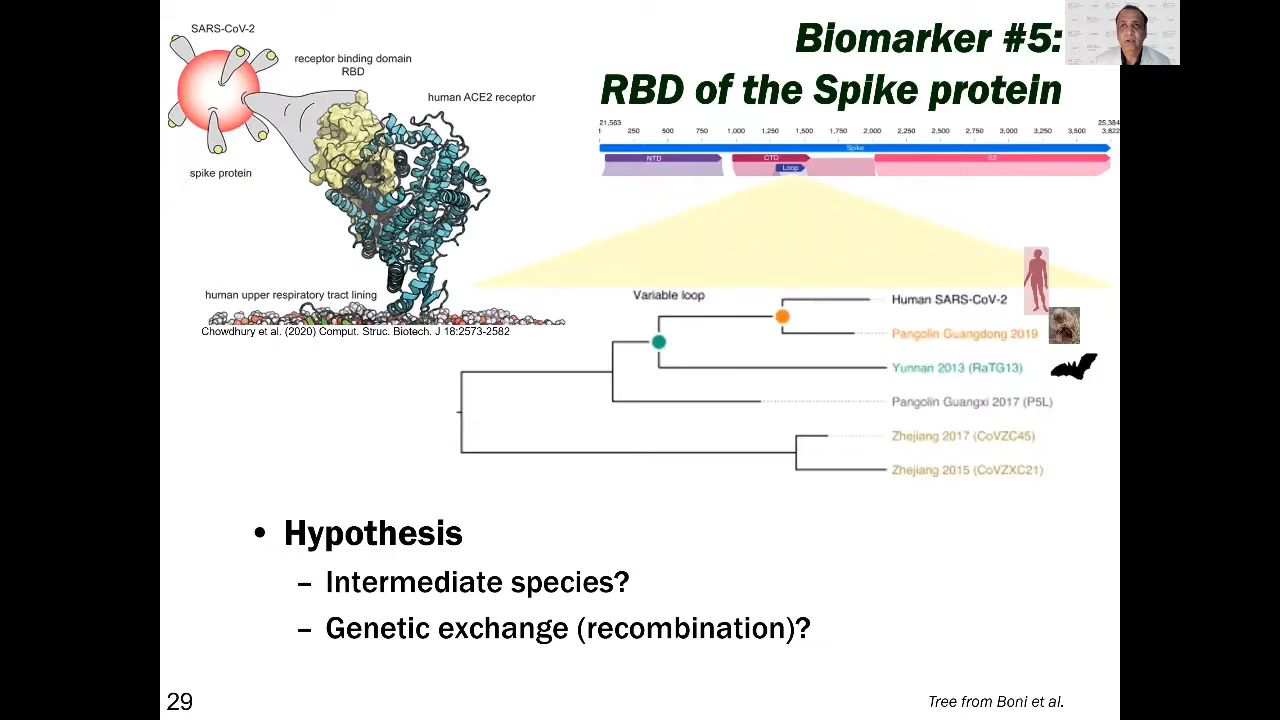 SARS-CoV-2
receptor binding domain
RBD
human ACE2 receptor
spike protein
human upper respiratory tract lining
Chowdhury et al. (2020) Comput. Struc. Biotech. J 18:2573-2582
Biomarker #5:
RBD of the Spike protein
21,563 25,384
1 250 500 750 1,000 1,250 1,500 1,750 2,000 2,250 2,500 2,750 3,000 3,250 3,500 3,822
Spike
NTD CTD S2
Loop
Variable loop
Human SARS-CoV-2
Pangolin Guangdong 2019
Yunnan 2013 (RaTG13)
Pangolin Guangxi 2017 (P5L)
Zhejiang 2017 (CoVZC45)
Zhejiang 2015 (CoVZXC21)
• Hypothesis
– Intermediate species?
– Genetic exchange (recombination)?
29
Tree from Boni et al.